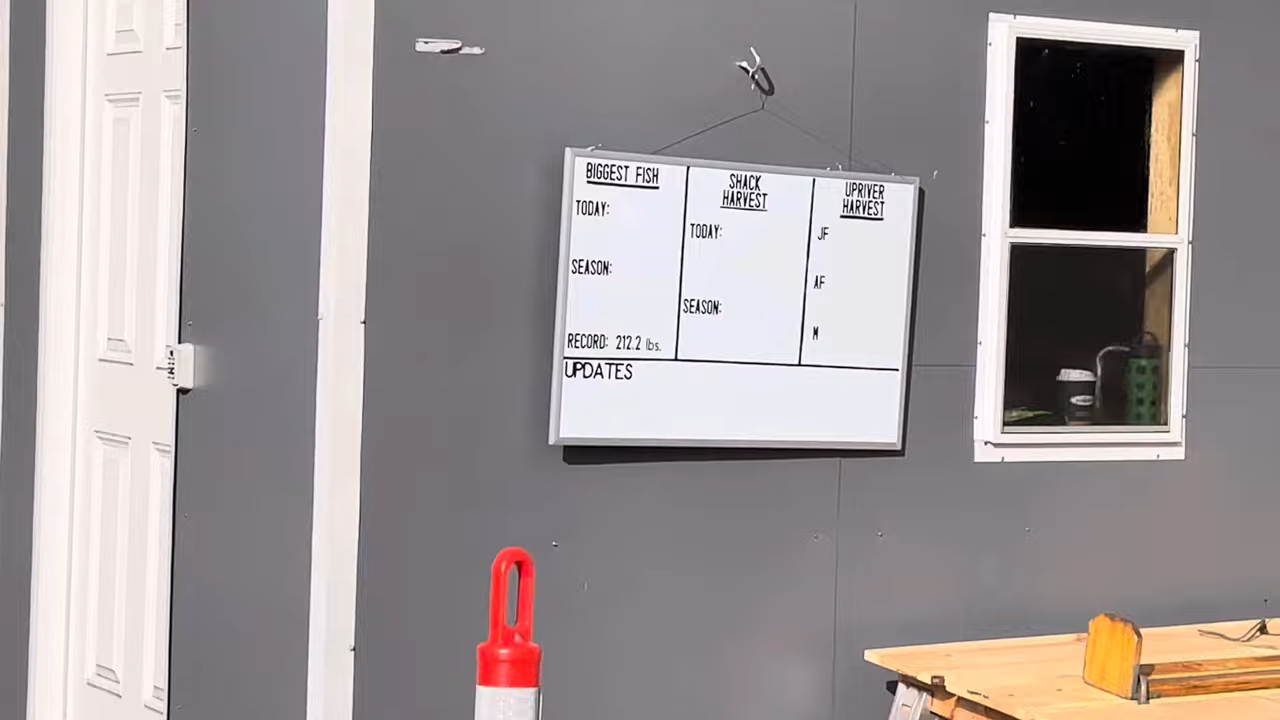 BIGGEST FISH
TODAY:
SEASON:
RECORD: 212.2 lbs.
SHACK
HARVEST
TODAY:
SEASON:
UPRIVER
HARVEST
JF
AF
M
UPDATES